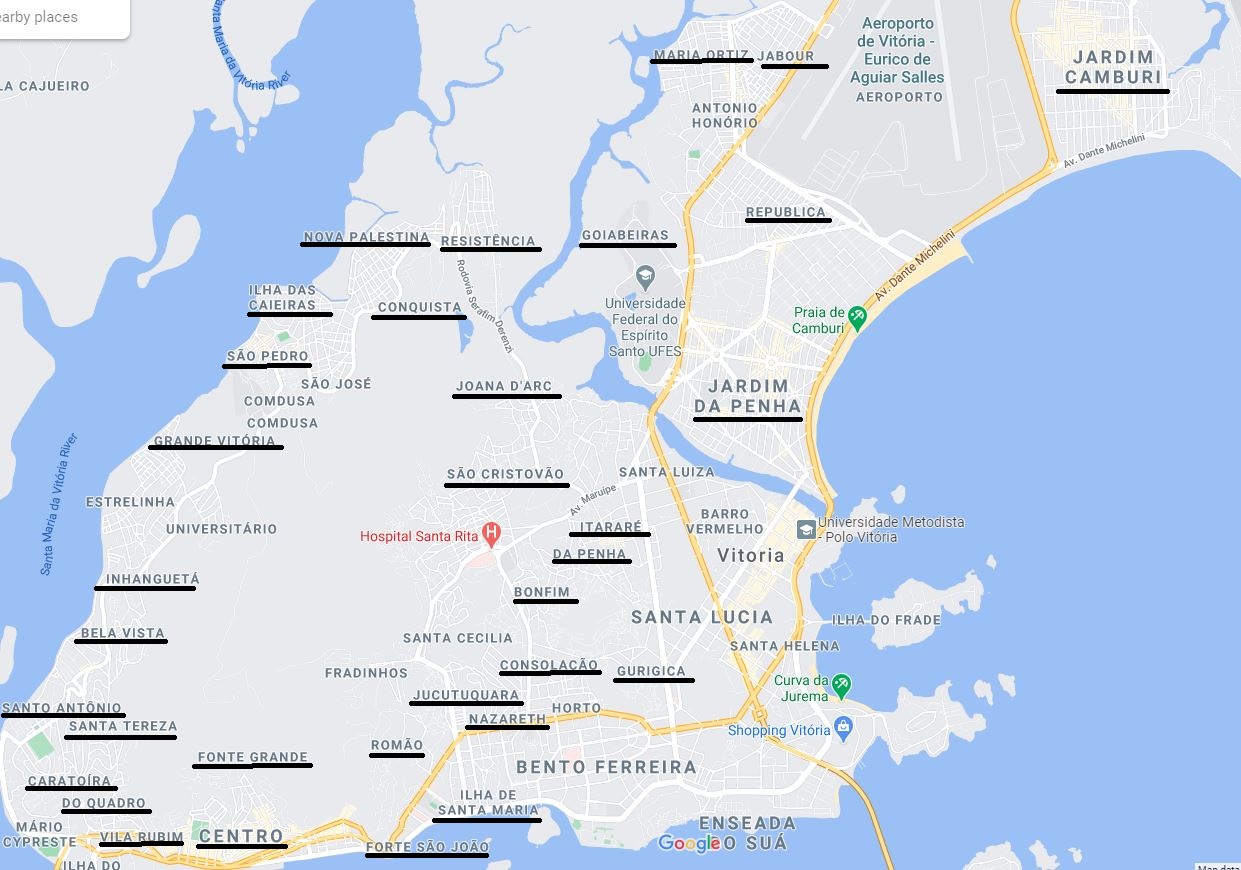 earby places
Santa Maria da Vitória River
LA CAJUEIRO
MARIA ORTIZ
JABOUR
Aeroporto
de Vitória -
Eurico de
Aguiar Salles
AEROPORTO
JARDIM
CAMBURI
ANTONIO
HONÓRIO
Av. Dante Michelini
REPUBLICA
NOVA PALESTINA
RESISTÊNCIA
GOIABEIRAS
Av. Dante Michelini
Rodovia Serafim Derenzi
ILHA DAS
CAIEIRAS
CONQUISTA
Universidade
Federal do
Espírito
Santo UFES
Praia de
Camburi
SÃO PEDRO
SÃO JOSÉ
JOANA D'ARC
JARDIM
DA PENHA
COMDUSA
COMDUSA
GRANDE VITÓRIA
Santa Maria da Vitória River
SÃO CRISTOVÃO
SANTA LUIZA
ESTRELINHA
Av. Maruipe
UNIVERSITÁRIO
BARRO
VERMELHO
Universidade Metodista
- Polo Vitória
Hospital Santa Rita
ITARARÉ
DA PENHA
Vitoria
INHANGUETÁ
BONFIM
SANTA LUCIA
ILHA DO FRADE
BELA VISTA
SANTA CECILIA
SANTA HELENA
FRADINHOS
CONSOLAÇÃO
GURIGICA
Curva da
Jurema
JUCUTUQUARA
SANTO ANTÔNIO
HORTO
NAZARETH
SANTA TEREZA
Shopping Vitória
ROMÃO
FONTE GRANDE
BENTO FERREIRA
CARATOÍRA
DO QUADRO
ILHA DE
SANTA MARIA
MÁRIO
CYPRESTE
VILA RUBIM
CENTRO
FORTE SÃO JOÃO
ENSEADA
O SUÁ
Google
ILHA DO
Map data